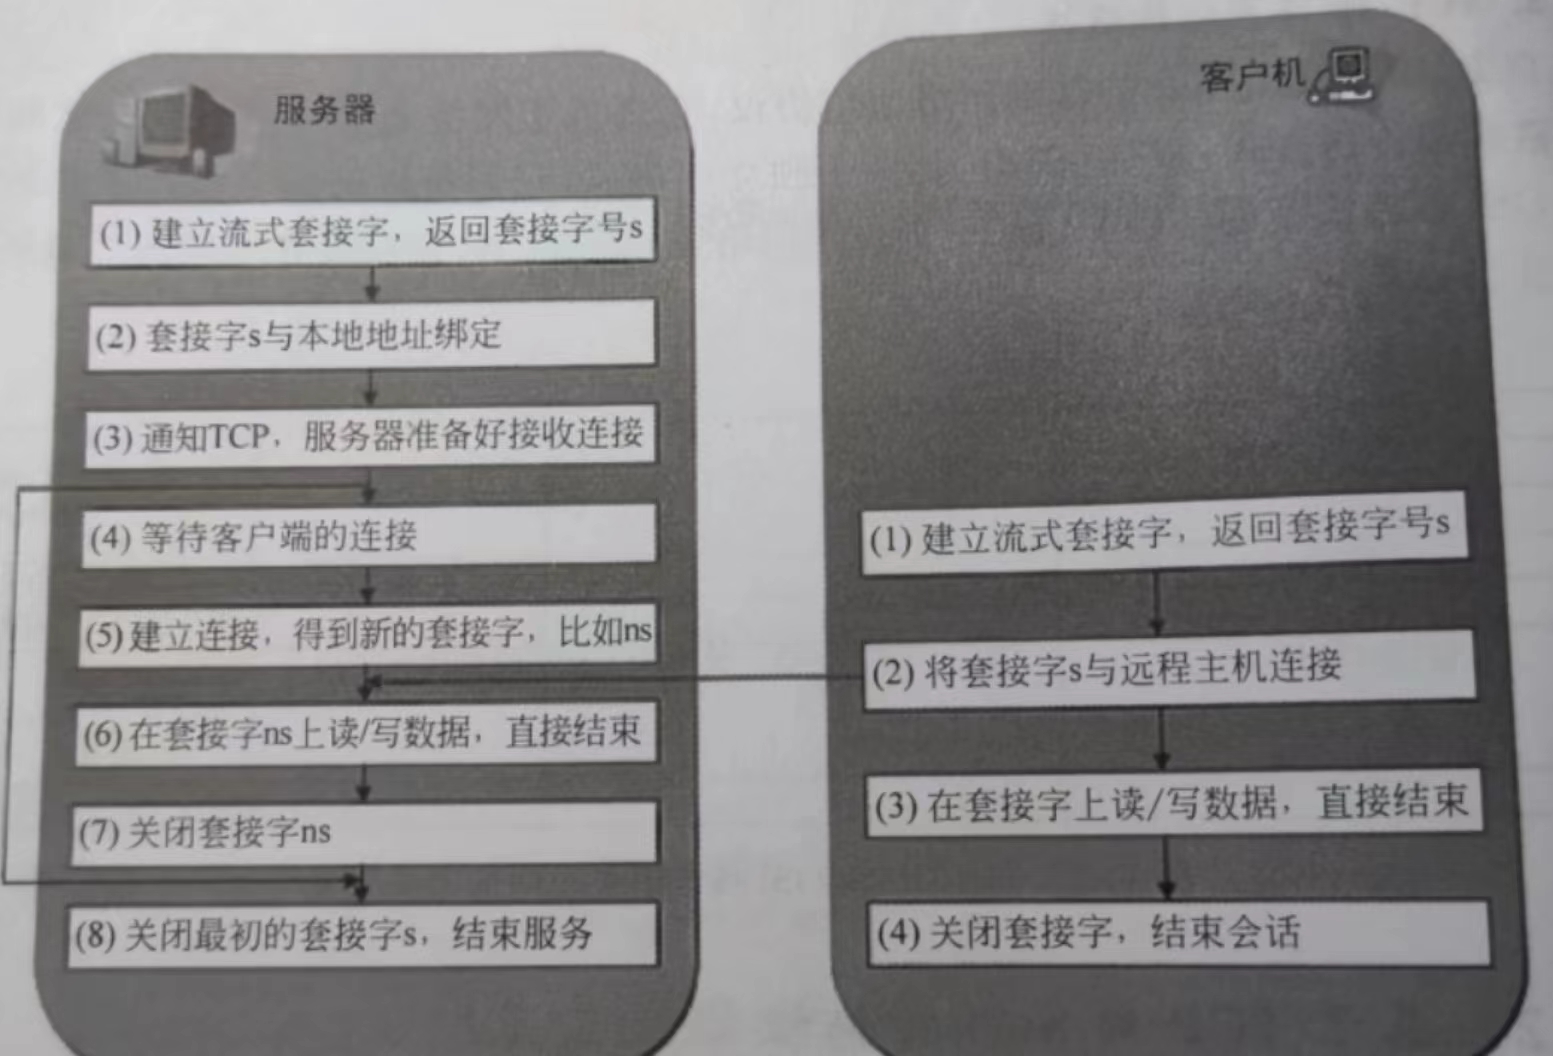 服务器
(1) 建立流式套接字，返回套接字号s
(2) 套接字s与本地地址绑定
(3) 通知TCP，服务器准备好接收连接
(4) 等待客户端的连接
(5) 建立连接，得到新的套接字，比如ns
(6) 在套接字ns上读/写数据，直接结束
(7) 关闭套接字ns
(8) 关闭最初的套接字s，结束服务
客户机
(1) 建立流式套接字，返回套接字号s
(2) 将套接字s与远程主机连接
(3) 在套接字上读/写数据，直接结束
(4) 关闭套接字，结束会话